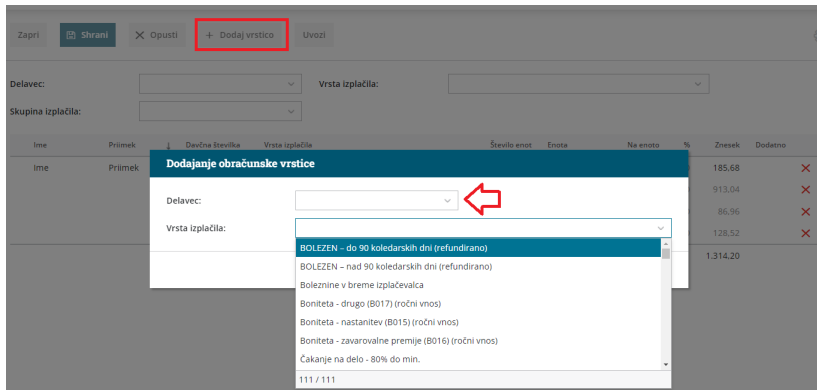 Zapri Shrani Opusti Dodaj vrstico Uvozi
Delavec: Vrsta izplačila:
Skupina izplačila:
Ime Priimek Davčna številka Vrsta izplačila Število enot Enota Na enoto % Znesek Dodatno
Ime Priimek 185,68
913,04
86,96
128,52
1.314,20
Dodajanje obračunske vrstice
Delavec:
Vrsta izplačila:
BOLEZEN – do 90 koledarskih dni (refundirano)
BOLEZEN – nad 90 koledarskih dni (refundirano)
Boleznine v breme izplačevalca
Boniteta - drugo (B017) (ročni vnos)
Boniteta - nastanitev (B015) (ročni vnos)
Boniteta - zavarovalne premije (B016) (ročni vnos)
Čakanje na delo - 80% do min.
111 / 111